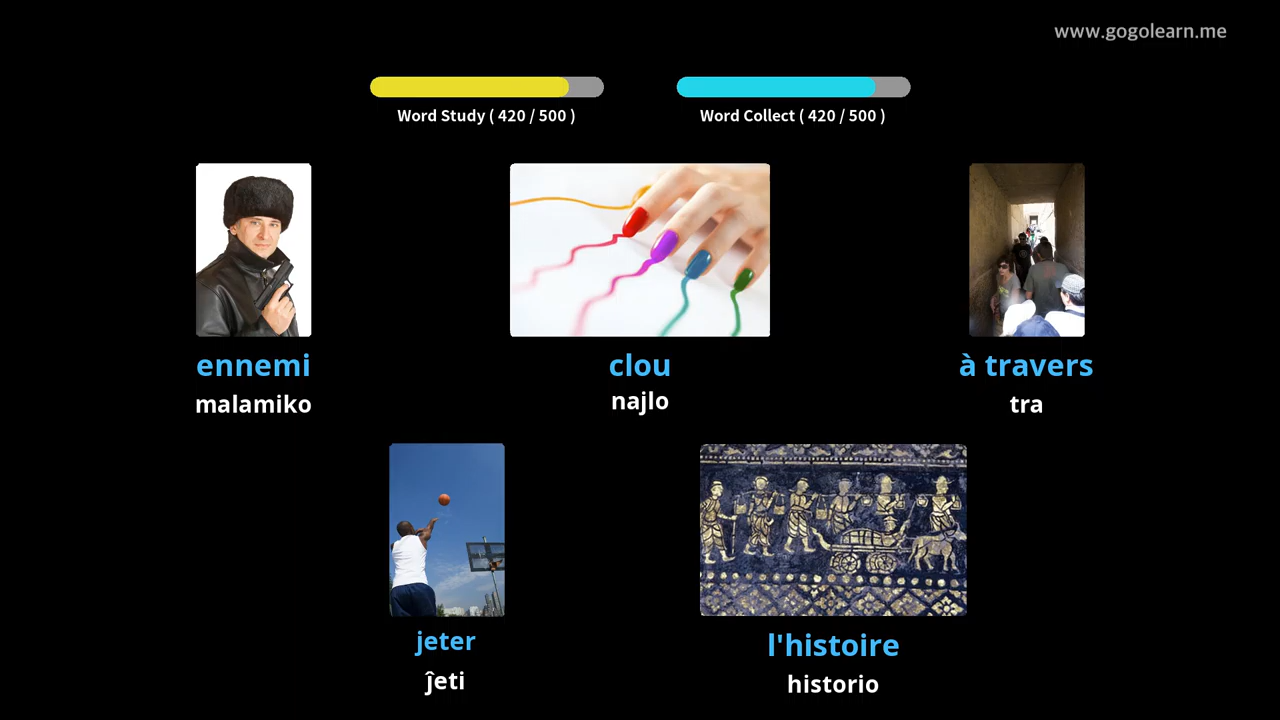 www.gogolearn.me
Word Study ( 420 / 500 )
Word Collect ( 420 / 500 )
ennemi
malamiko
clou
najlo
à travers
tra
jeter
ĵeti
l'histoire
historio